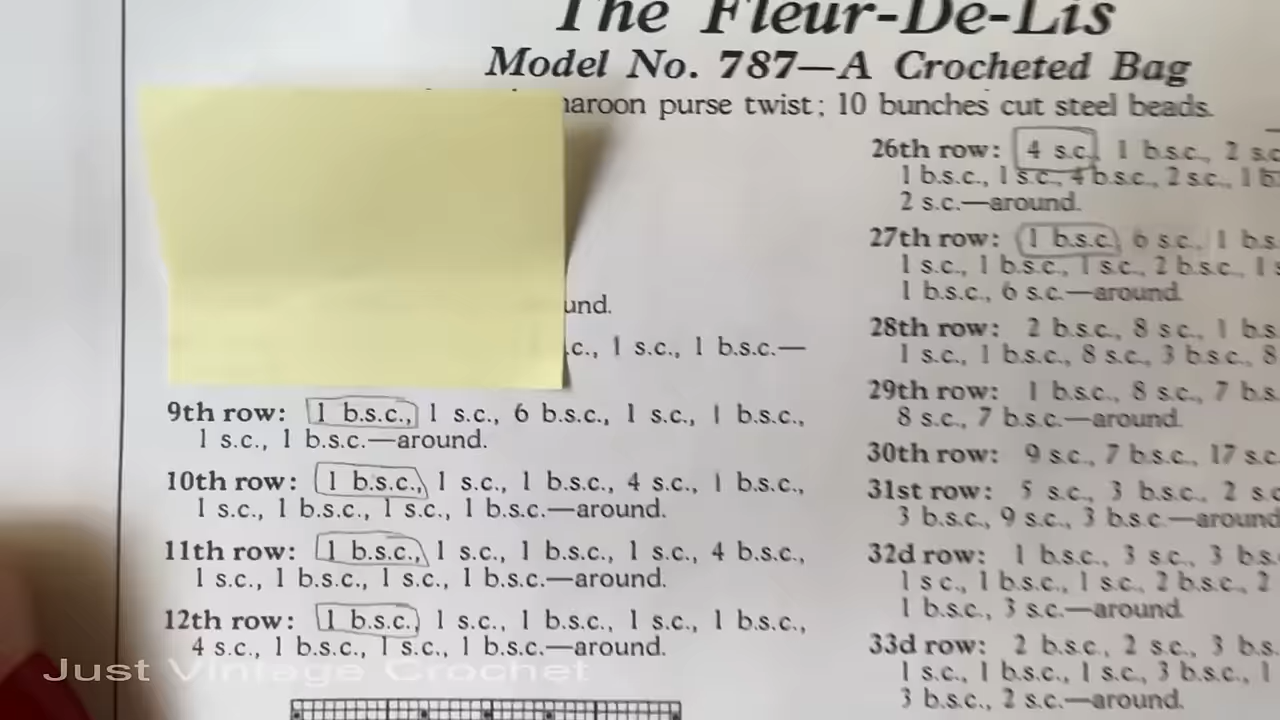 The Fleur-De-Lis
Model No. 787—A Crocheted Bag
maroon purse twist; 10 bunches cut steel beads.
und.
c., 1 s.c., 1 b.s.c.—
9th row: 1 b.s.c., 1 s.c., 6 b.s.c., 1 s.c., 1 b.s.c.,
1 s.c., 1 b.s.c.—around.
10th row: 1 b.s.c., 1 s.c., 1 b.s.c., 4 s.c., 1 b.s.c.,
1 s.c., 1 b.s.c., 1 s.c., 1 b.s.c.—around.
11th row: 1 b.s.c., 1 s.c., 1 b.s.c., 1 s.c., 4 b.s.c.,
1 s.c., 1 b.s.c., 1 s.c., 1 b.s.c.—around.
12th row: 1 b.s.c., 1 s.c., 1 b.s.c., 1 s.c., 1 b.s.c.,
4 s.c., 1 b.s.c., 1 s.c., 1 b.s.c.—around.
26th row: 4 s.c., 1 b.s.c., 2 s.c
1 b.s.c., 1 s.c., 4 b.s.c., 2 s.c., 1 b
2 s.c.—around.
27th row: 1 b.s.c., 6 s.c., 1 b.s.
1 s.c., 1 b.s.c., 1 s.c., 2 b.s.c., 1 s
1 b.s.c., 6 s.c.—around.
28th row: 2 b.s.c., 8 s.c., 1 b.s.
1 s.c., 1 b.s.c., 8 s.c., 3 b.s.c., 8
29th row: 1 b.s.c., 8 s.c., 7 b.s.
8 s.c., 7 b.s.c.—around.
30th row: 9 s.c., 7 b.s.c., 17 s.c.
31st row: 5 s.c., 3 b.s.c., 2 s.c
3 b.s.c., 9 s.c., 3 b.s.c.—around
32d row: 1 b.s.c., 3 s.c., 3 b.s.
1 s.c., 1 b.s.c., 1 s.c., 2 b.s.c., 2
1 b.s.c., 3 s.c.—around.
33d row: 2 b.s.c., 2 s.c., 3 b.s.
1 s.c., 1 b.s.c., 1 s.c., 3 b.s.c., 1
3 b.s.c., 2 s.c.—around.
Just Vintage Crochet